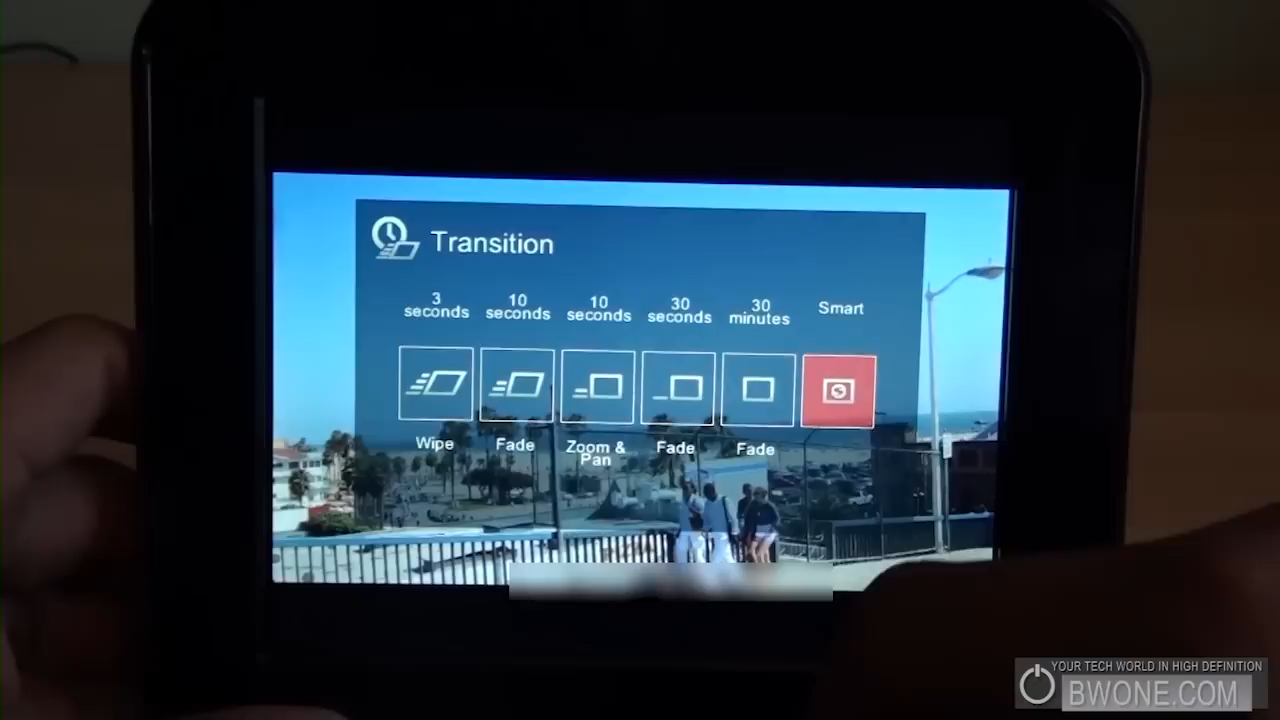 Transition
3 seconds
10 seconds
10 seconds
30 seconds
30 minutes
Smart
Wipe
Fade
Zoom & Pan
Fade
Fade
YOUR TECH WORLD IN HIGH DEFINITION
BWONE.COM